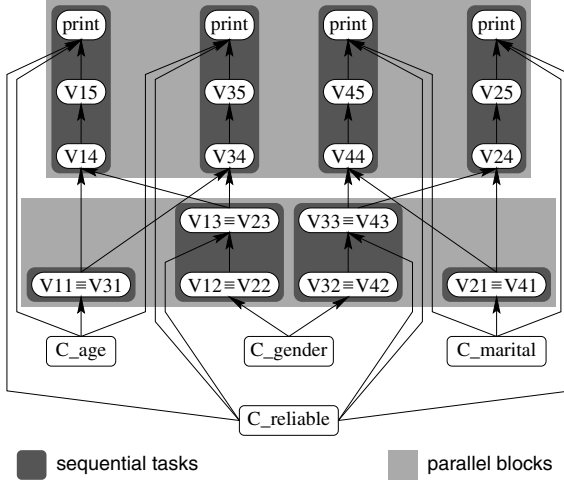 print print print print
V15 V35 V45 V25
V14 V34 V44 V24
V13≡V23 V33≡V43
V11≡V31 V12≡V22 V32≡V42 V21≡V41
C_age C_gender C_marital
C_reliable
sequential tasks parallel blocks